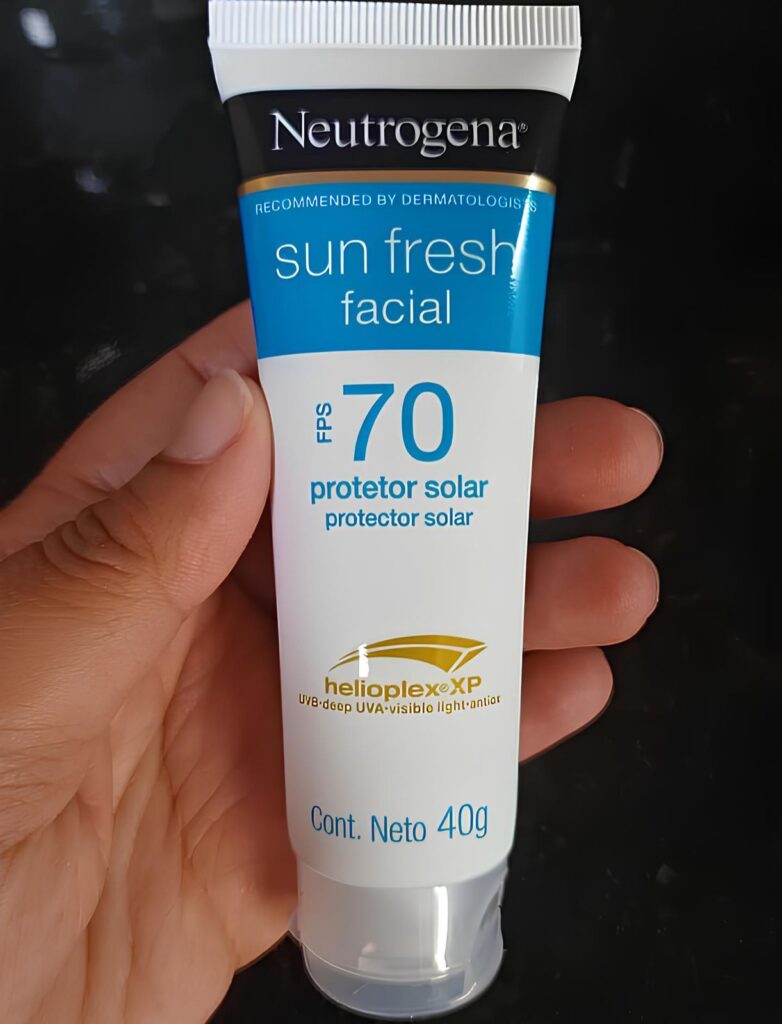 Neutrogena®
RECOMMENDED BY DERMATOLOGISTS
sun fresh
facial
FPS 70
protetor solar
protector solar
helioplex® XP
UVB•deep UVA•visible light•antiox
Cont. Neto 40g